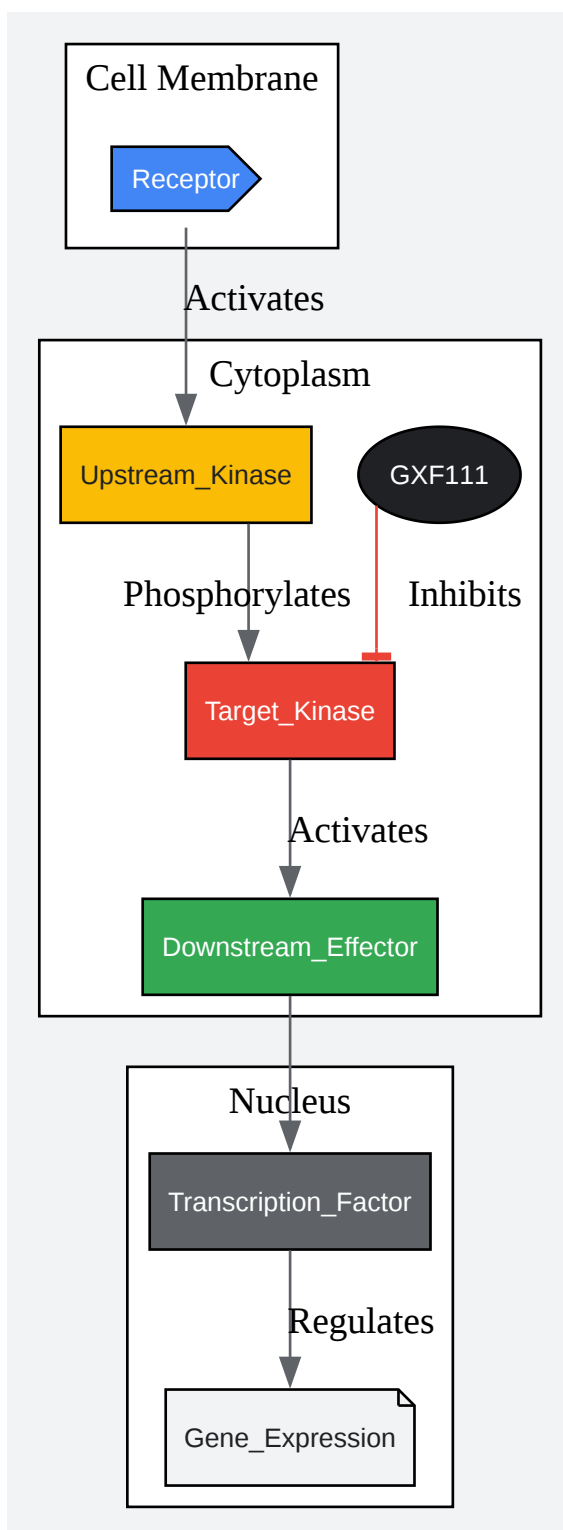 Cell Membrane
Receptor
Activates
Cytoplasm
Upstream_Kinase
GXF111
Phosphorylates
Inhibits
Target_Kinase
Activates
Downstream_Effector
Nucleus
Transcription_Factor
Regulates
Gene_Expression